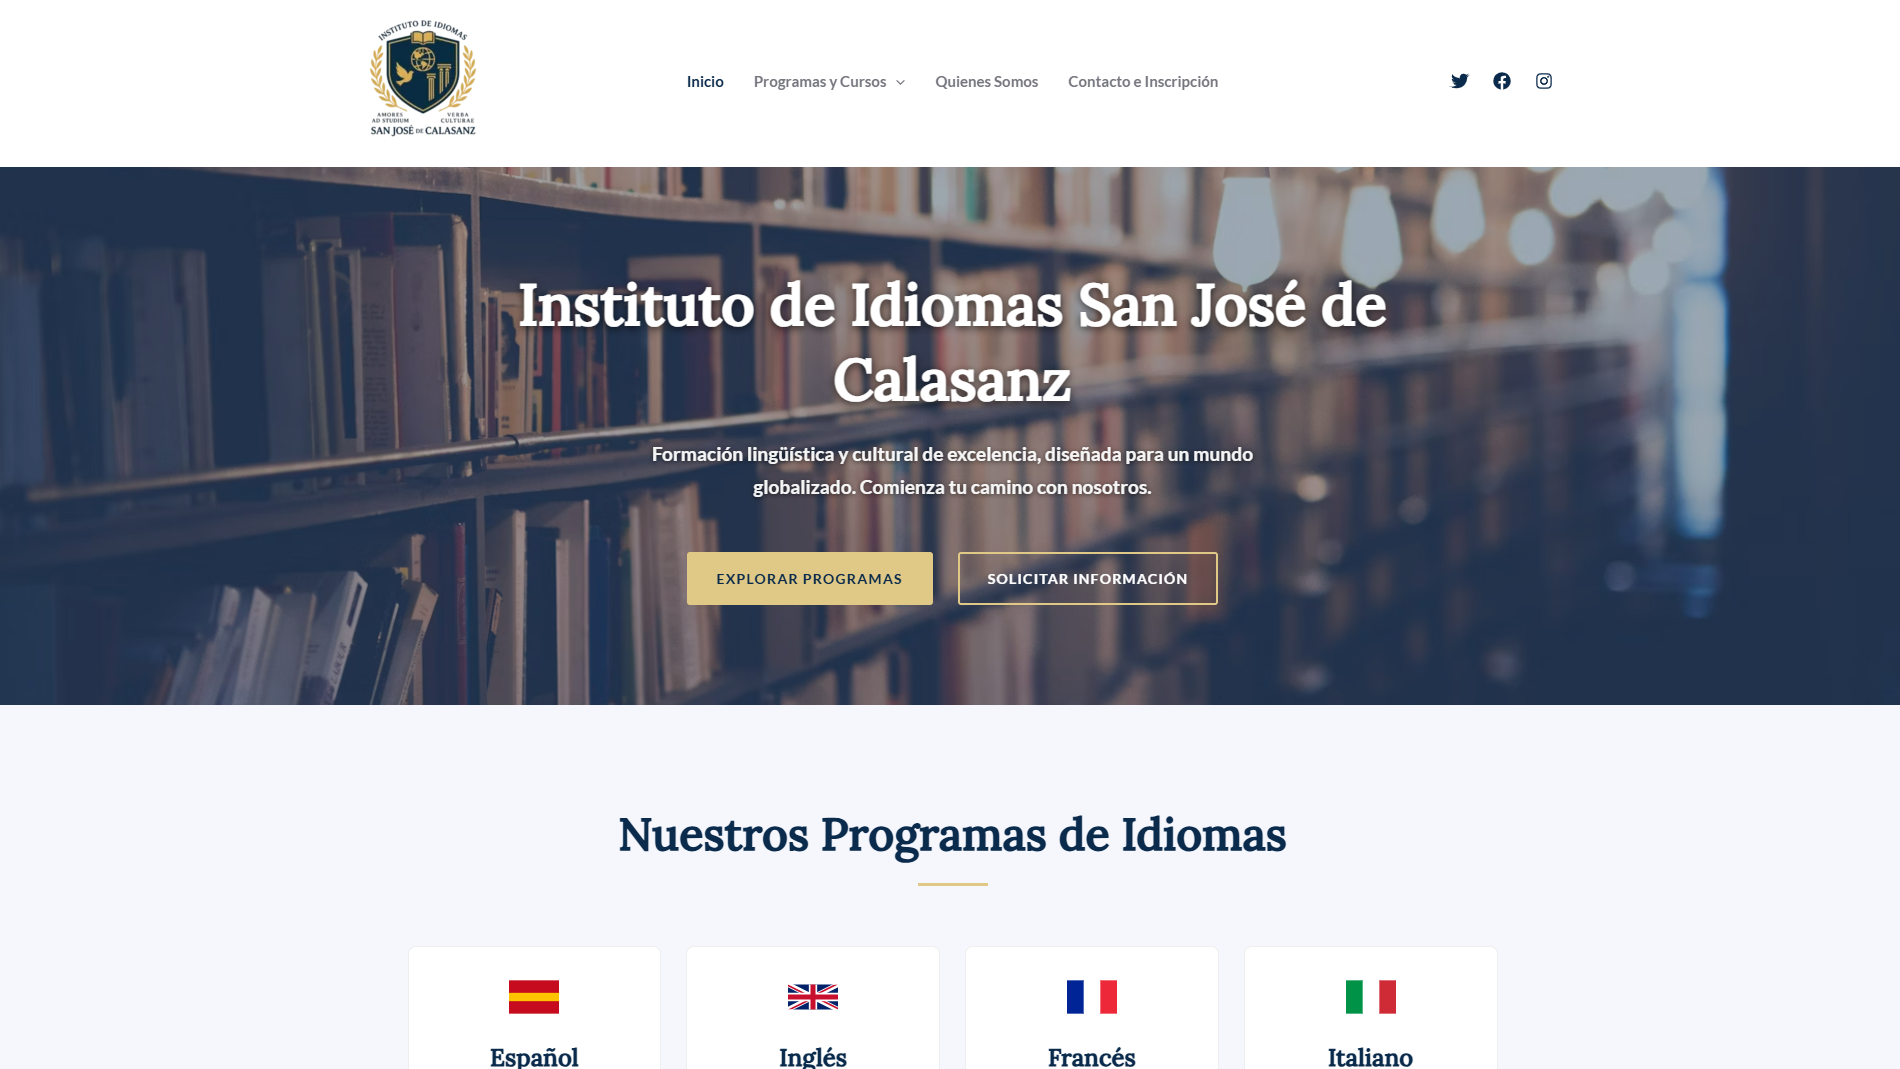 INSTITUTO DE IDIOMAS
AMORES
AD STUDIUM
VERBA
CULTURAE
SAN JOSÉ DE CALASANZ
Inicio
Programas y Cursos
Quienes Somos
Contacto e Inscripción
Instituto de Idiomas San José de
Calasanz
Formación lingüística y cultural de excelencia, diseñada para un mundo
globalizado. Comienza tu camino con nosotros.
EXPLORAR PROGRAMAS
SOLICITAR INFORMACIÓN
Nuestros Programas de Idiomas
Español
Inglés
Francés
Italiano